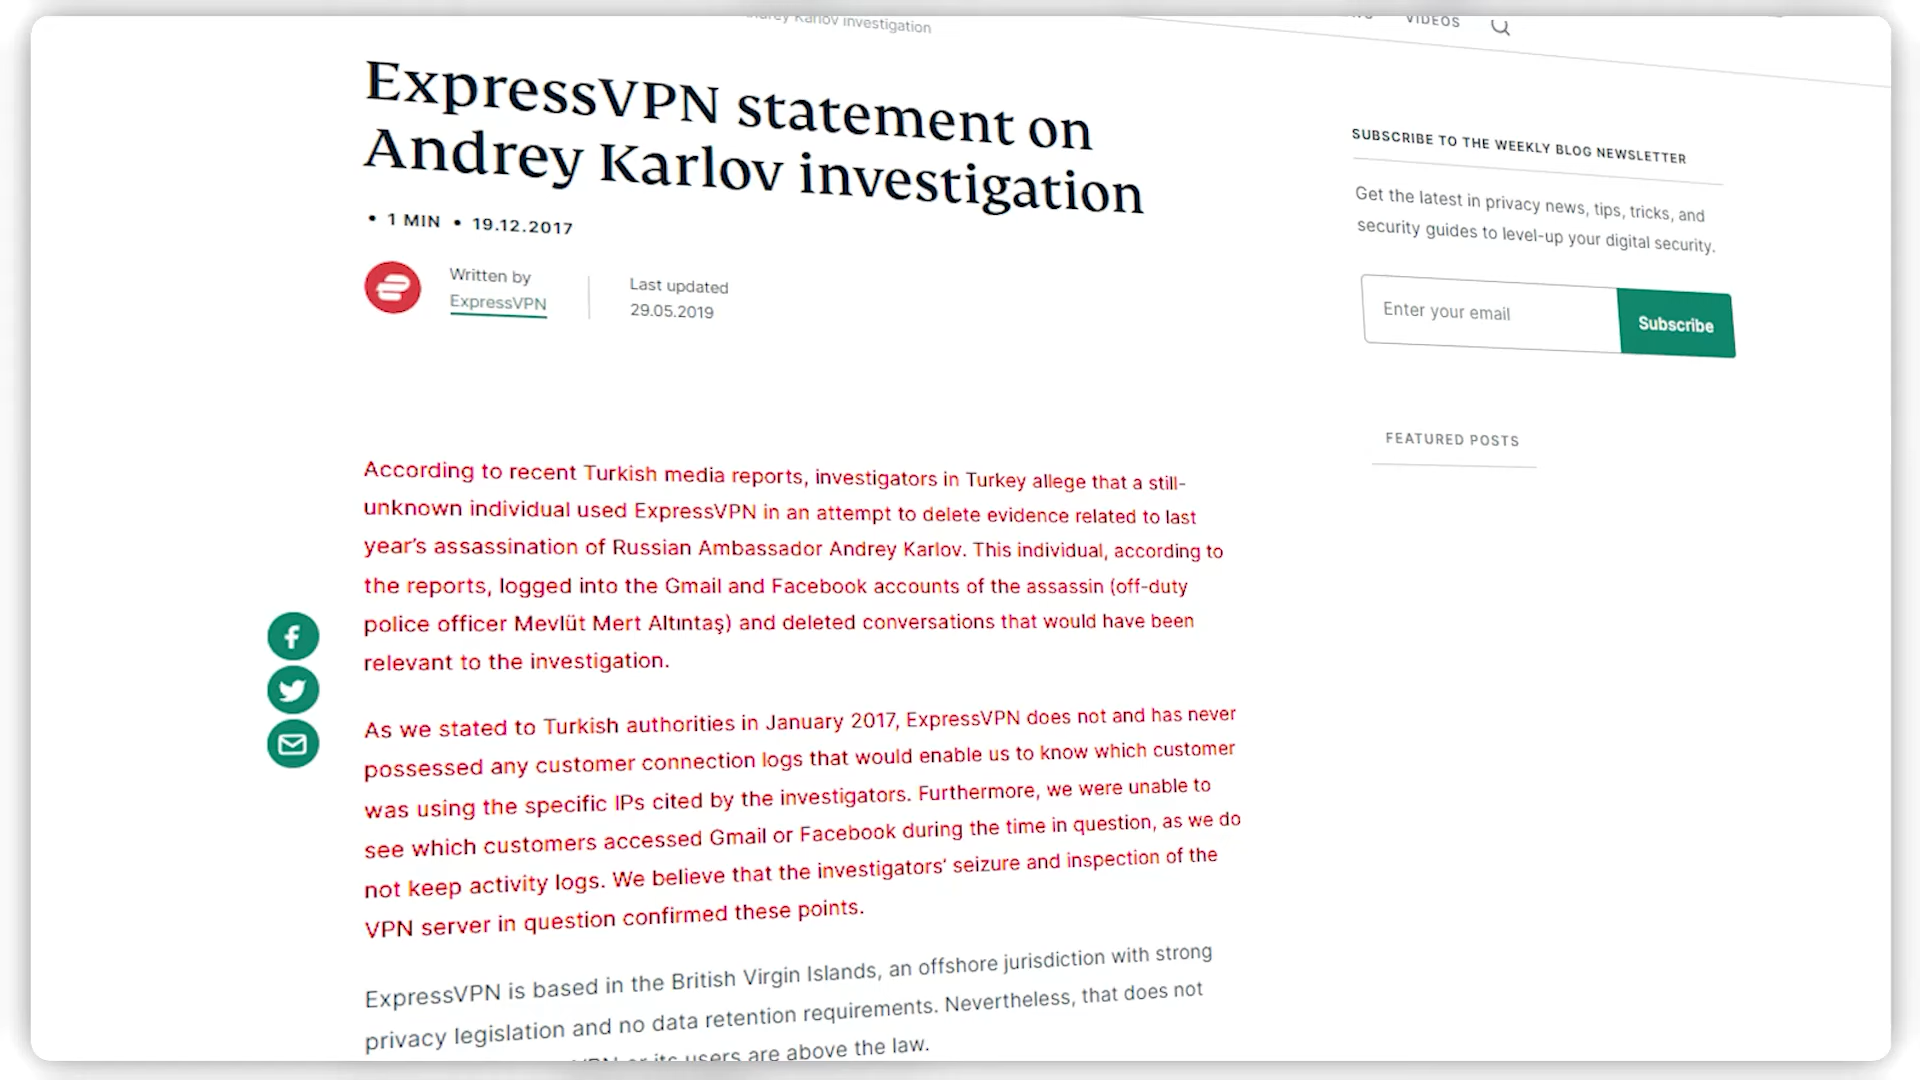 Andrey Karlov investigation
VIDEOS
ExpressVPN statement on
Andrey Karlov investigation
• 1 MIN • 19.12.2017
Written by
ExpressVPN
Last updated
29.05.2019
SUBSCRIBE TO THE WEEKLY BLOG NEWSLETTER
Get the latest in privacy news, tips, tricks, and
security guides to level-up your digital security.
Enter your email
Subscribe
FEATURED POSTS
According to recent Turkish media reports, investigators in Turkey allege that a still-
unknown individual used ExpressVPN in an attempt to delete evidence related to last
year’s assassination of Russian Ambassador Andrey Karlov. This individual, according to
the reports, logged into the Gmail and Facebook accounts of the assassin (off-duty
police officer Mevlüt Mert Altıntaş) and deleted conversations that would have been
relevant to the investigation.
As we stated to Turkish authorities in January 2017, ExpressVPN does not and has never
possessed any customer connection logs that would enable us to know which customer
was using the specific IPs cited by the investigators. Furthermore, we were unable to
see which customers accessed Gmail or Facebook during the time in question, as we do
not keep activity logs. We believe that the investigators’ seizure and inspection of the
VPN server in question confirmed these points.
ExpressVPN is based in the British Virgin Islands, an offshore jurisdiction with strong
privacy legislation and no data retention requirements. Nevertheless, that does not
or its users are above the law.